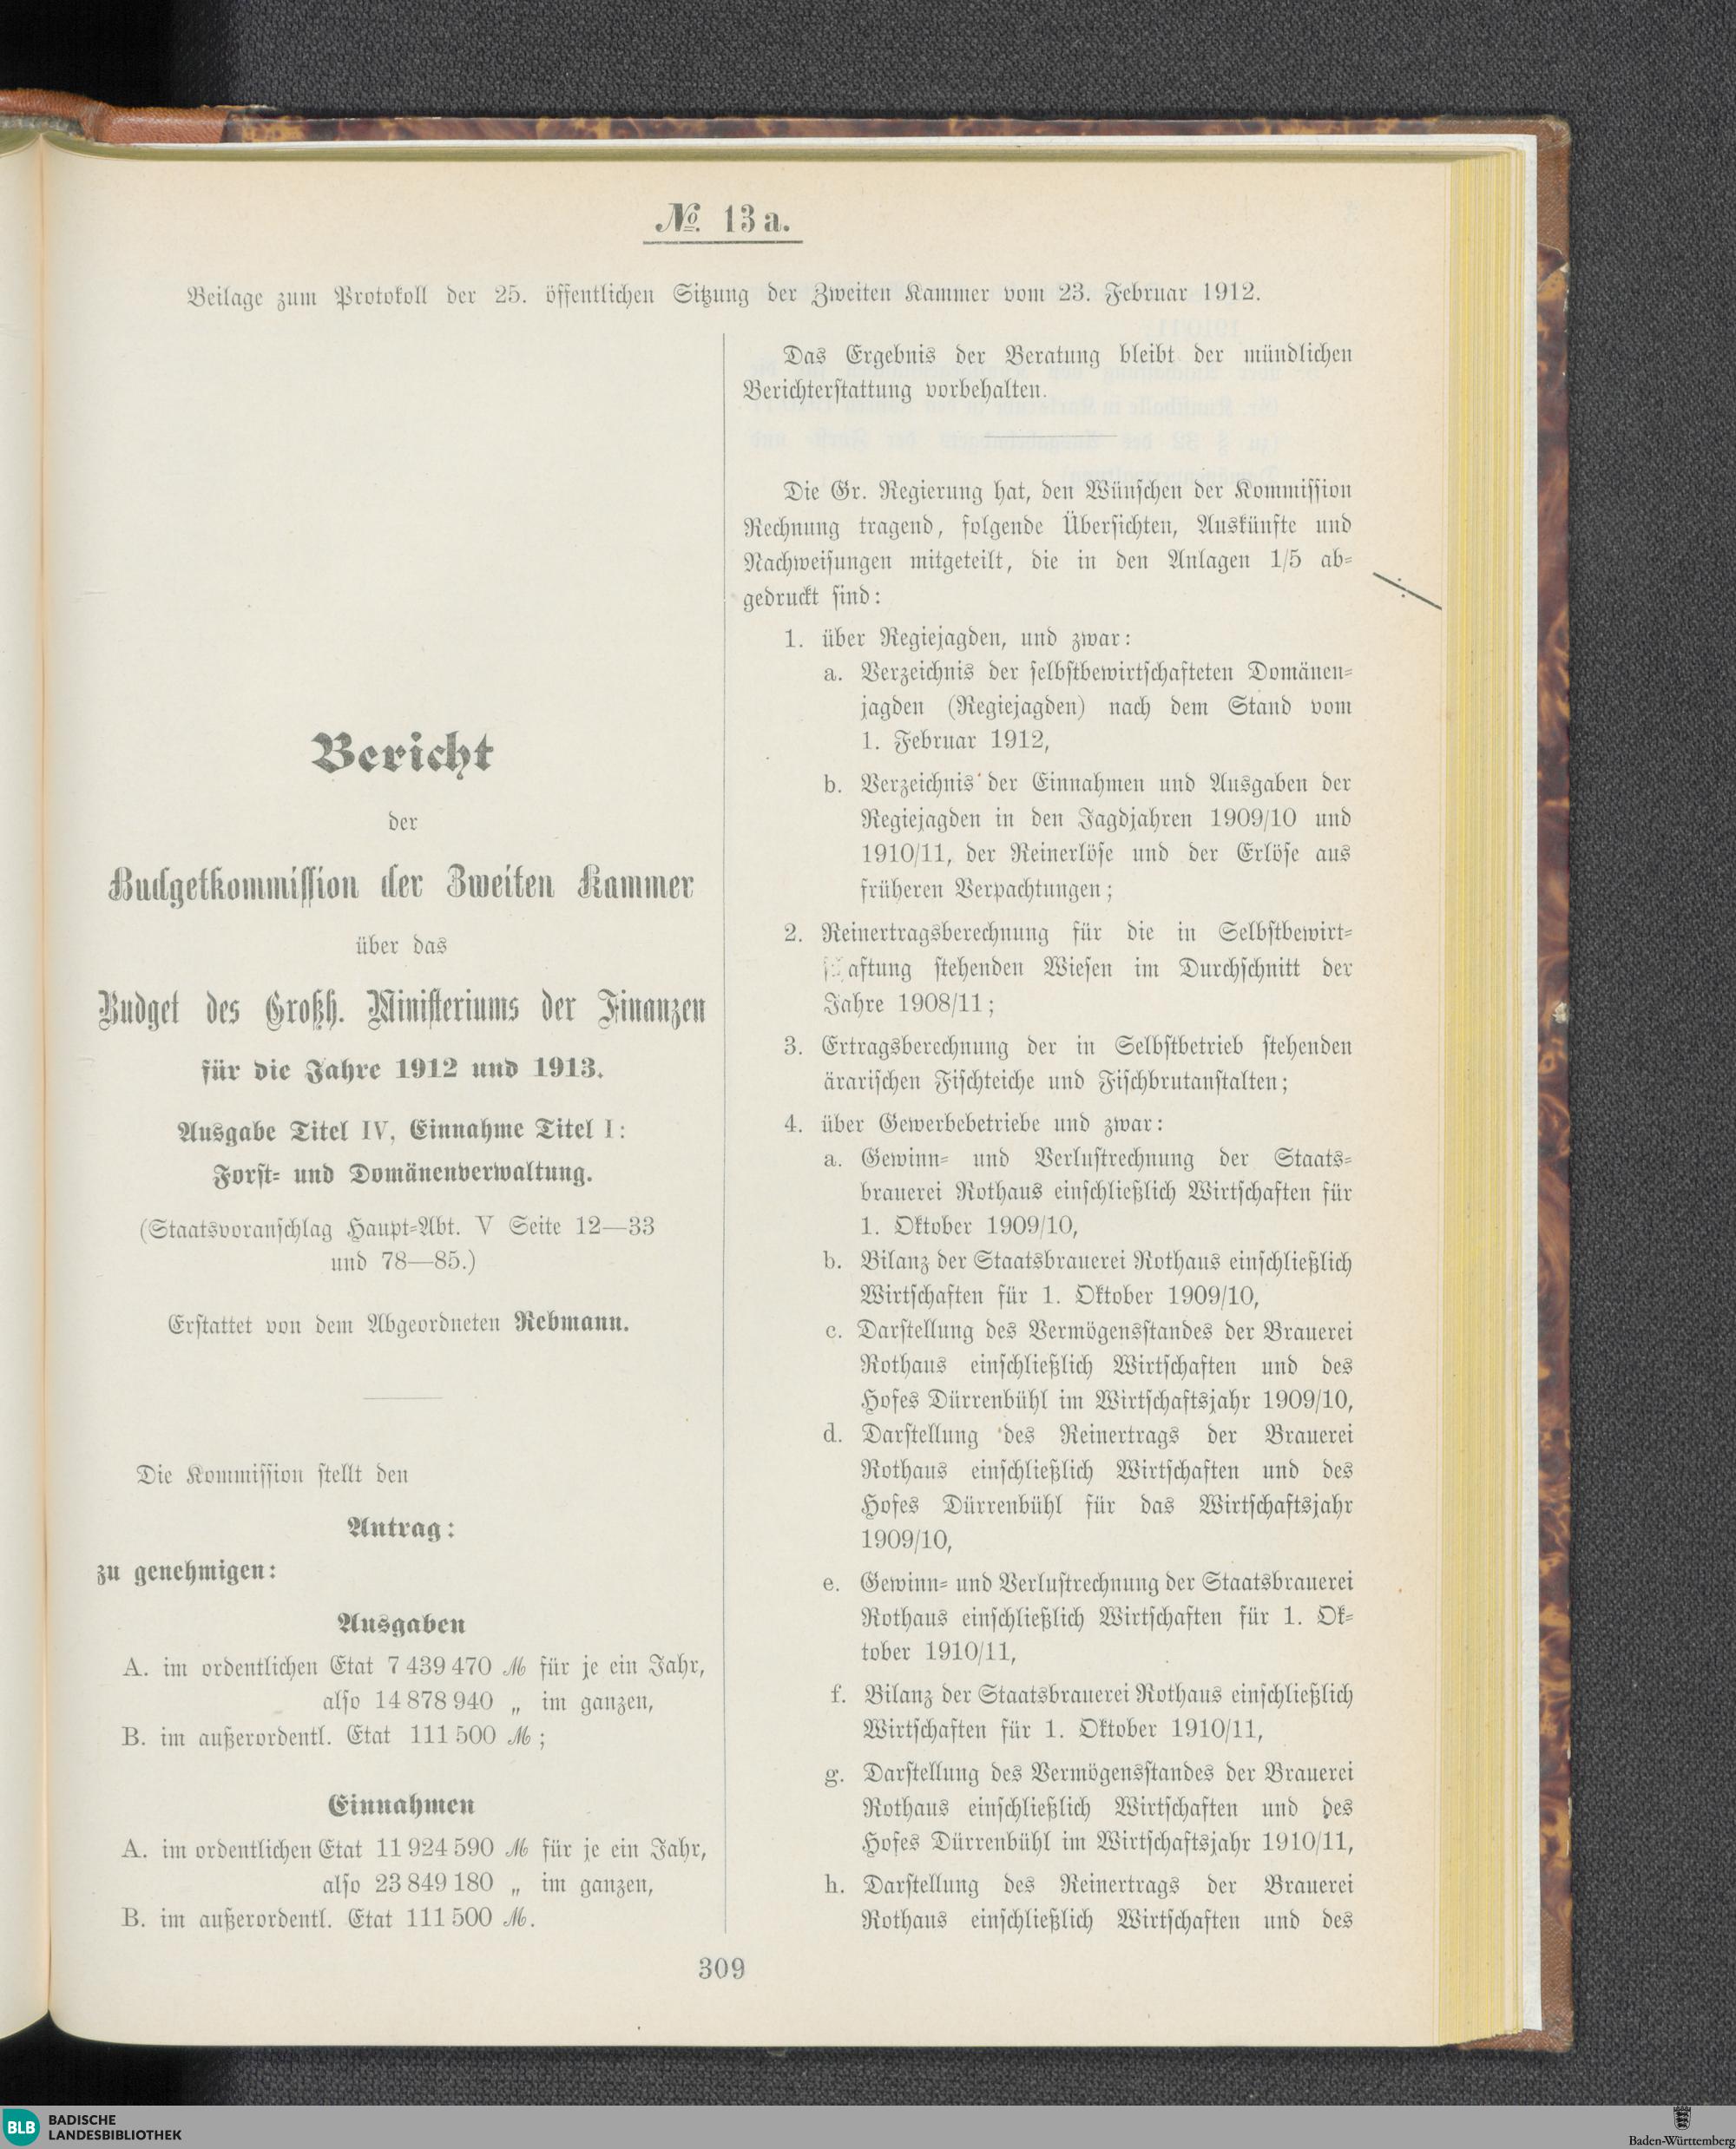 № 13 a.
Beilage zum Protokoll der 25. öffentlichen Sitzung der Zweiten Kammer vom 23. Februar 1912.
Bericht
der
Budgetkommission der Zweiten Kammer
über das
Budget des Großh. Ministeriums der Finanzen
für die Jahre 1912 und 1913.
Ausgabe Titel IV, Einnahme Titel I:
Forst- und Domänenverwaltung.
(Staatsvoranschlag Haupt-Abt. V Seite 12—33
und 78—85.)
Erstattet von dem Abgeordneten Rebmann.
Die Kommission stellt den
Antrag:
zu genehmigen:
Ausgaben
A. im ordentlichen Etat 7 439 470 ℳ für je ein Jahr,
also 14 878 940 „ im ganzen,
B. im außerordentl. Etat 111 500 ℳ;
Einnahmen
A. im ordentlichen Etat 11 924 590 ℳ für je ein Jahr,
also 23 849 180 „ im ganzen,
B. im außerordentl. Etat 111 500 ℳ.
Das Ergebnis der Beratung bleibt der mündlichen
Berichterstattung vorbehalten.
Die Gr. Regierung hat, den Wünschen der Kommission
Rechnung tragend, folgende Übersichten, Auskünfte und
Nachweisungen mitgeteilt, die in den Anlagen 1/5 ab-
gedruckt sind:
1. über Regiejagden, und zwar:
a. Verzeichnis der selbstbewirtschafteten Domänen-
jagden (Regiejagden) nach dem Stand vom
1. Februar 1912,
b. Verzeichnis der Einnahmen und Ausgaben der
Regiejagden in den Jagdjahren 1909/10 und
1910/11, der Reinerlöse und der Erlöse aus
früheren Verpachtungen;
2. Reinertragsberechnung für die in Selbstbewirt-
schaftung stehenden Wiesen im Durchschnitt der
Jahre 1908/11;
3. Ertragsberechnung der in Selbstbetrieb stehenden
ärarischen Fischteiche und Fischbrutanstalten;
4. über Gewerbebetriebe und zwar:
a. Gewinn- und Verlustrechnung der Staats-
brauerei Rothaus einschließlich Wirtschaften für
1. Oktober 1909/10,
b. Bilanz der Staatsbrauerei Rothaus einschließlich
Wirtschaften für 1. Oktober 1909/10,
c. Darstellung des Vermögensstandes der Brauerei
Rothaus einschließlich Wirtschaften und des
Hofes Dürrenbühl im Wirtschaftsjahr 1909/10,
d. Darstellung des Reinertrags der Brauerei
Rothaus einschließlich Wirtschaften und des
Hofes Dürrenbühl für das Wirtschaftsjahr
1909/10,
e. Gewinn- und Verlustrechnung der Staatsbrauerei
Rothaus einschließlich Wirtschaften für 1. Ok-
tober 1910/11,
f. Bilanz der Staatsbrauerei Rothaus einschließlich
Wirtschaften für 1. Oktober 1910/11,
g. Darstellung des Vermögensstandes der Brauerei
Rothaus einschließlich Wirtschaften und des
Hofes Dürrenbühl im Wirtschaftsjahr 1910/11,
h. Darstellung des Reinertrags der Brauerei
Rothaus einschließlich Wirtschaften und des
309
BLB BADISCHE
LANDESBIBLIOTHEK
Baden-Württemberg